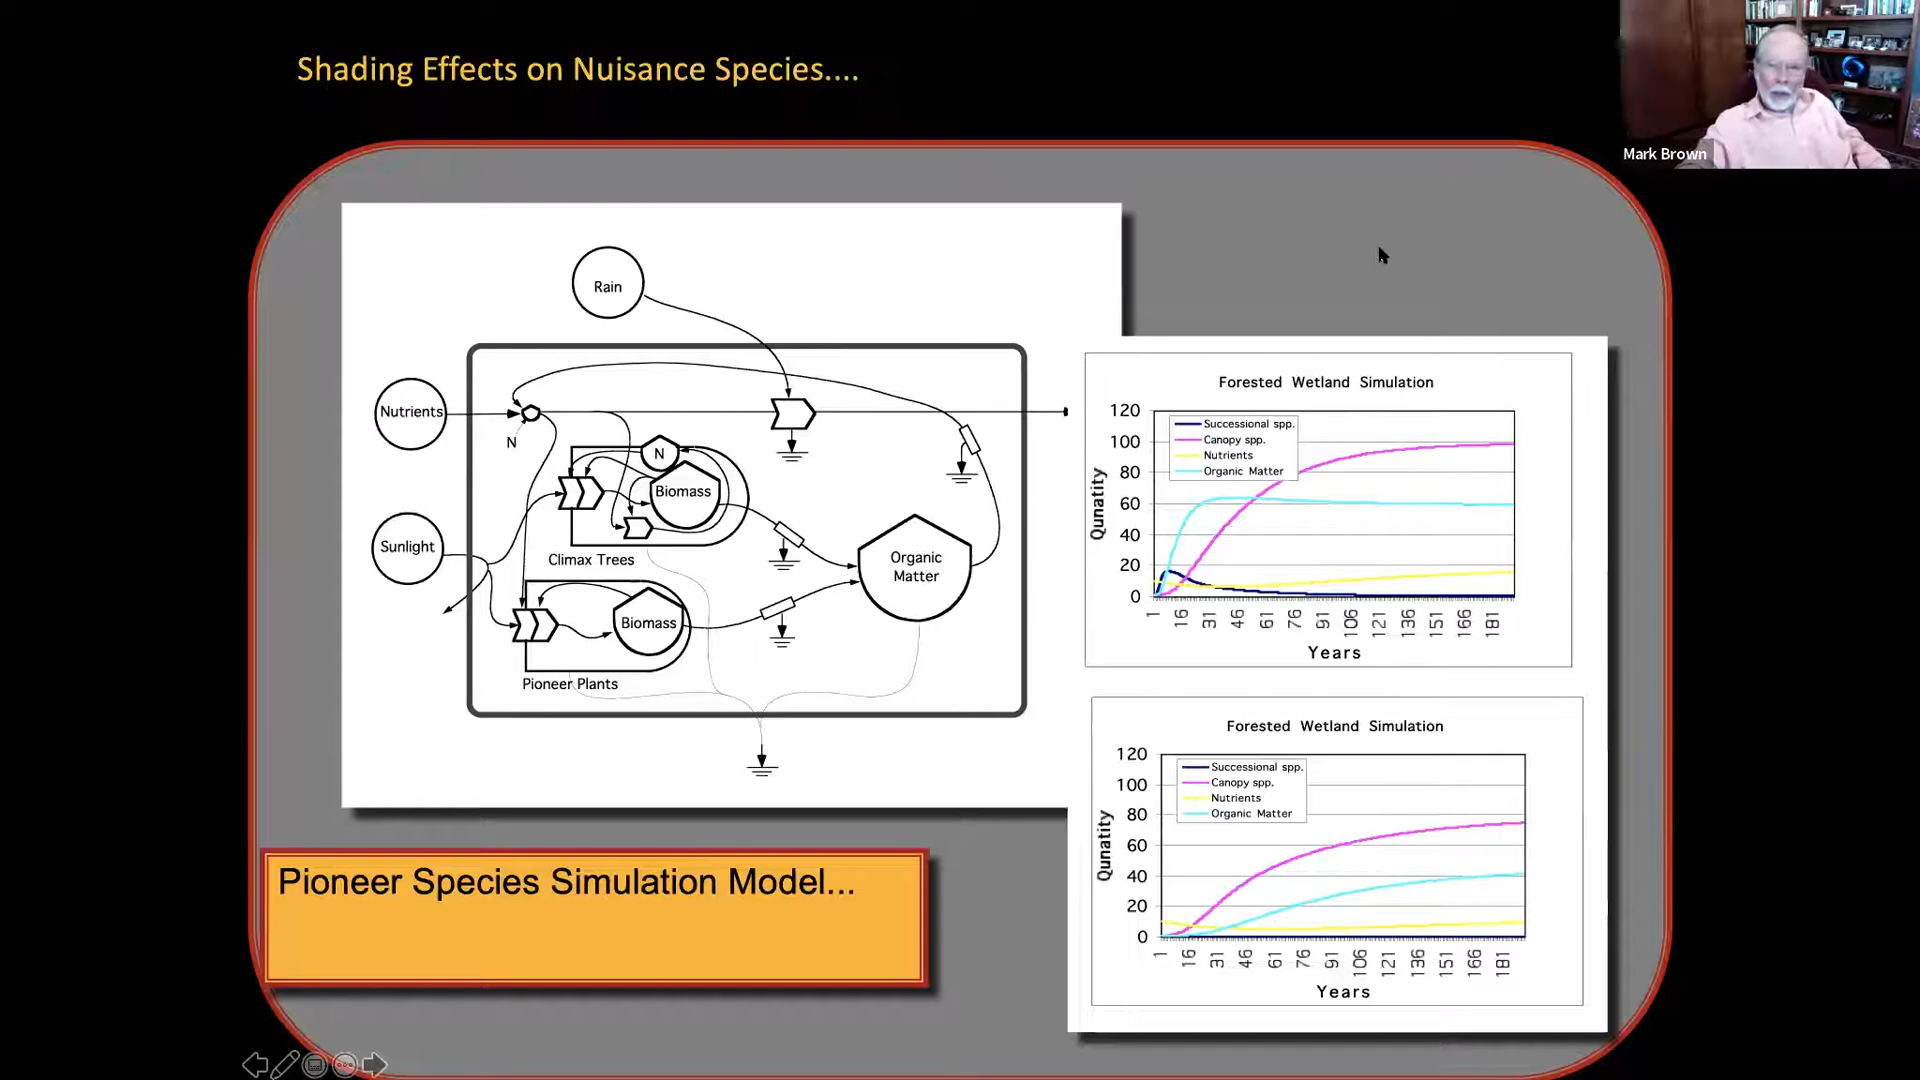 Shading Effects on Nuisance Species....
Mark Brown
Rain
Nutrients
N
N
Biomass
Sunlight
Climax Trees
Organic
Matter
Biomass
Pioneer Plants
Forested Wetland Simulation
Qunatity
120
100
80
60
40
20
0
Successional spp.
Canopy spp.
Nutrients
Organic Matter
1 16 31 46 61 76 91 106 121 136 151 166 181
Years
Forested Wetland Simulation
Qunatity
120
100
80
60
40
20
0
Successional spp.
Canopy spp.
Nutrients
Organic Matter
1 16 31 46 61 76 91 106 121 136 151 166 181
Years
Pioneer Species Simulation Model...